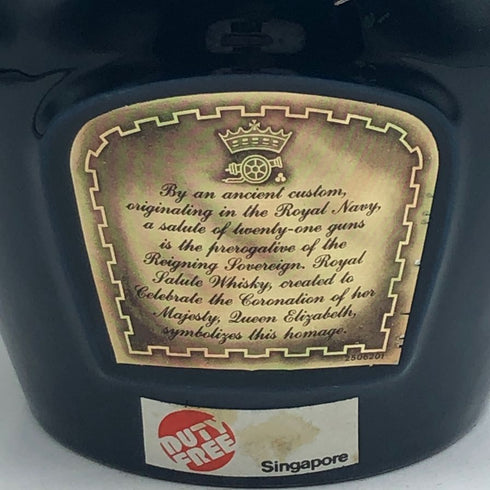 By an ancient custom,
originating in the Royal Navy,
a salute of twenty-one guns
is the prerogative of the
Reigning Sovereign. Royal
Salute Whisky, created to
Celebrate the Coronation of her
Majesty, Queen Elizabeth,
symbolizes this homage.
2506201
DUTY
FREE
Singapore